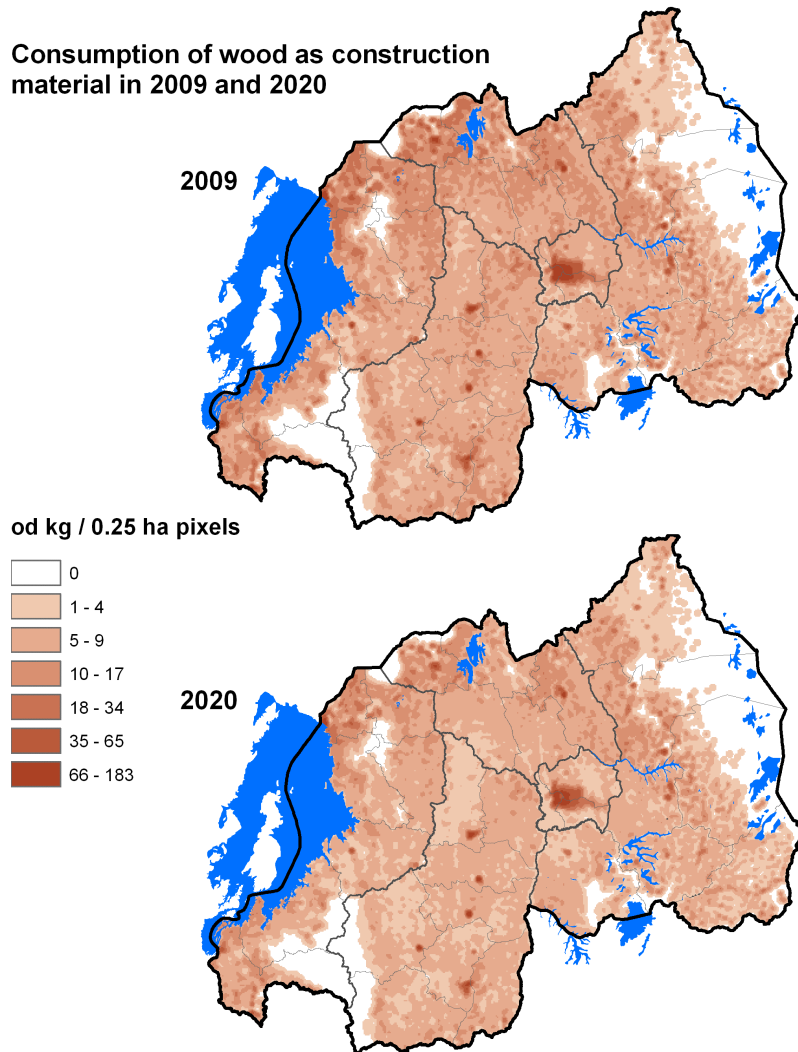 Consumption of wood as construction
material in 2009 and 2020
2009
od kg / 0.25 ha pixels
0
1 - 4
5 - 9
10 - 17
18 - 34
35 - 65
66 - 183
2020